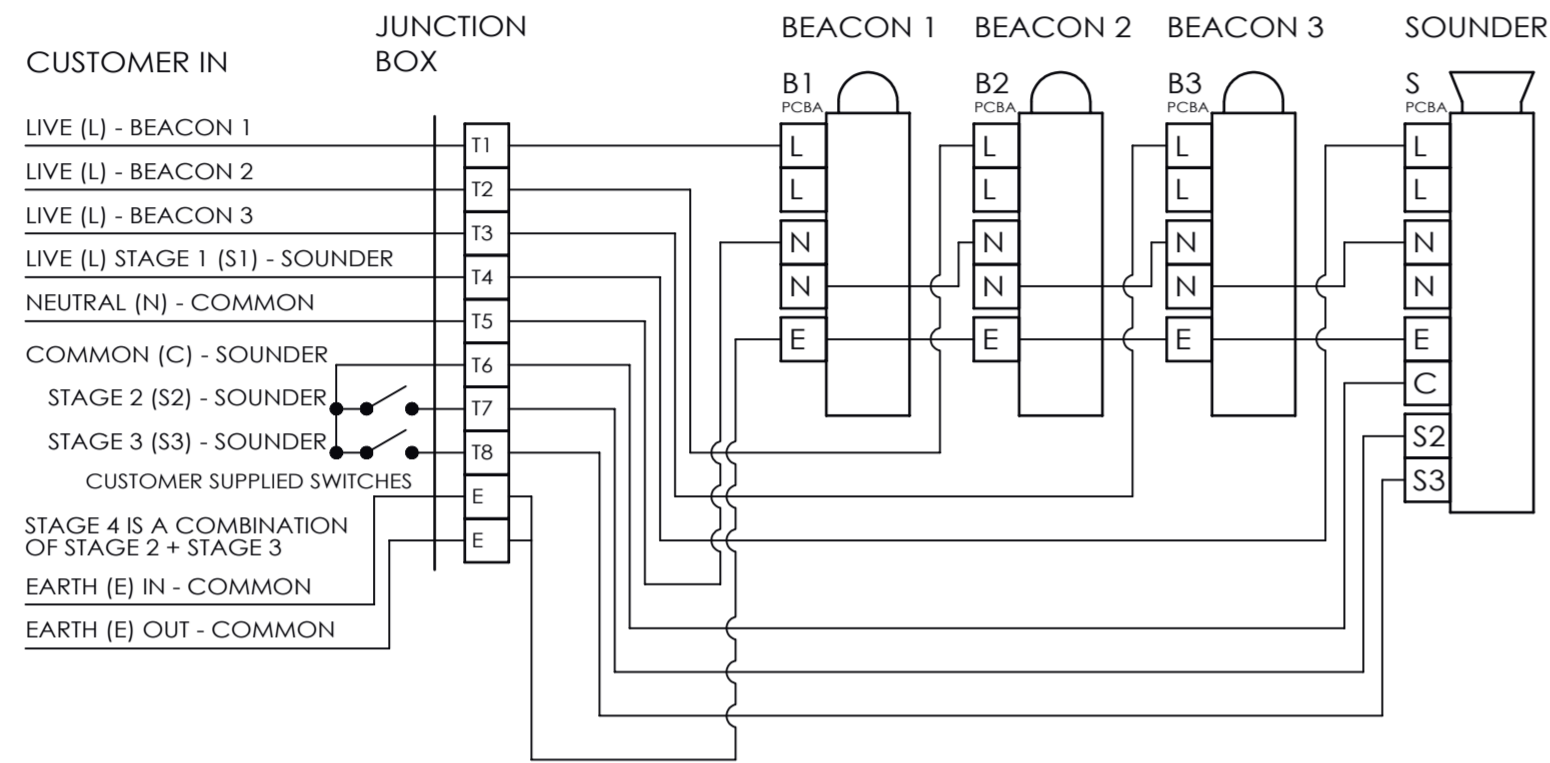 CUSTOMER IN
JUNCTION
BOX
BEACON 1
BEACON 2
BEACON 3
SOUNDER
B1
PCBA
B2
PCBA
B3
PCBA
S
PCBA
LIVE (L) - BEACON 1
LIVE (L) - BEACON 2
LIVE (L) - BEACON 3
LIVE (L) STAGE 1 (S1) - SOUNDER
NEUTRAL (N) - COMMON
COMMON (C) - SOUNDER
STAGE 2 (S2) - SOUNDER
STAGE 3 (S3) - SOUNDER
CUSTOMER SUPPLIED SWITCHES
STAGE 4 IS A COMBINATION
OF STAGE 2 + STAGE 3
EARTH (E) IN - COMMON
EARTH (E) OUT - COMMON
T1
T2
T3
T4
T5
T6
T7
T8
E
E
L
L
N
N
E
L
L
N
N
E
L
L
N
N
E
L
L
N
N
E
C
S2
S3